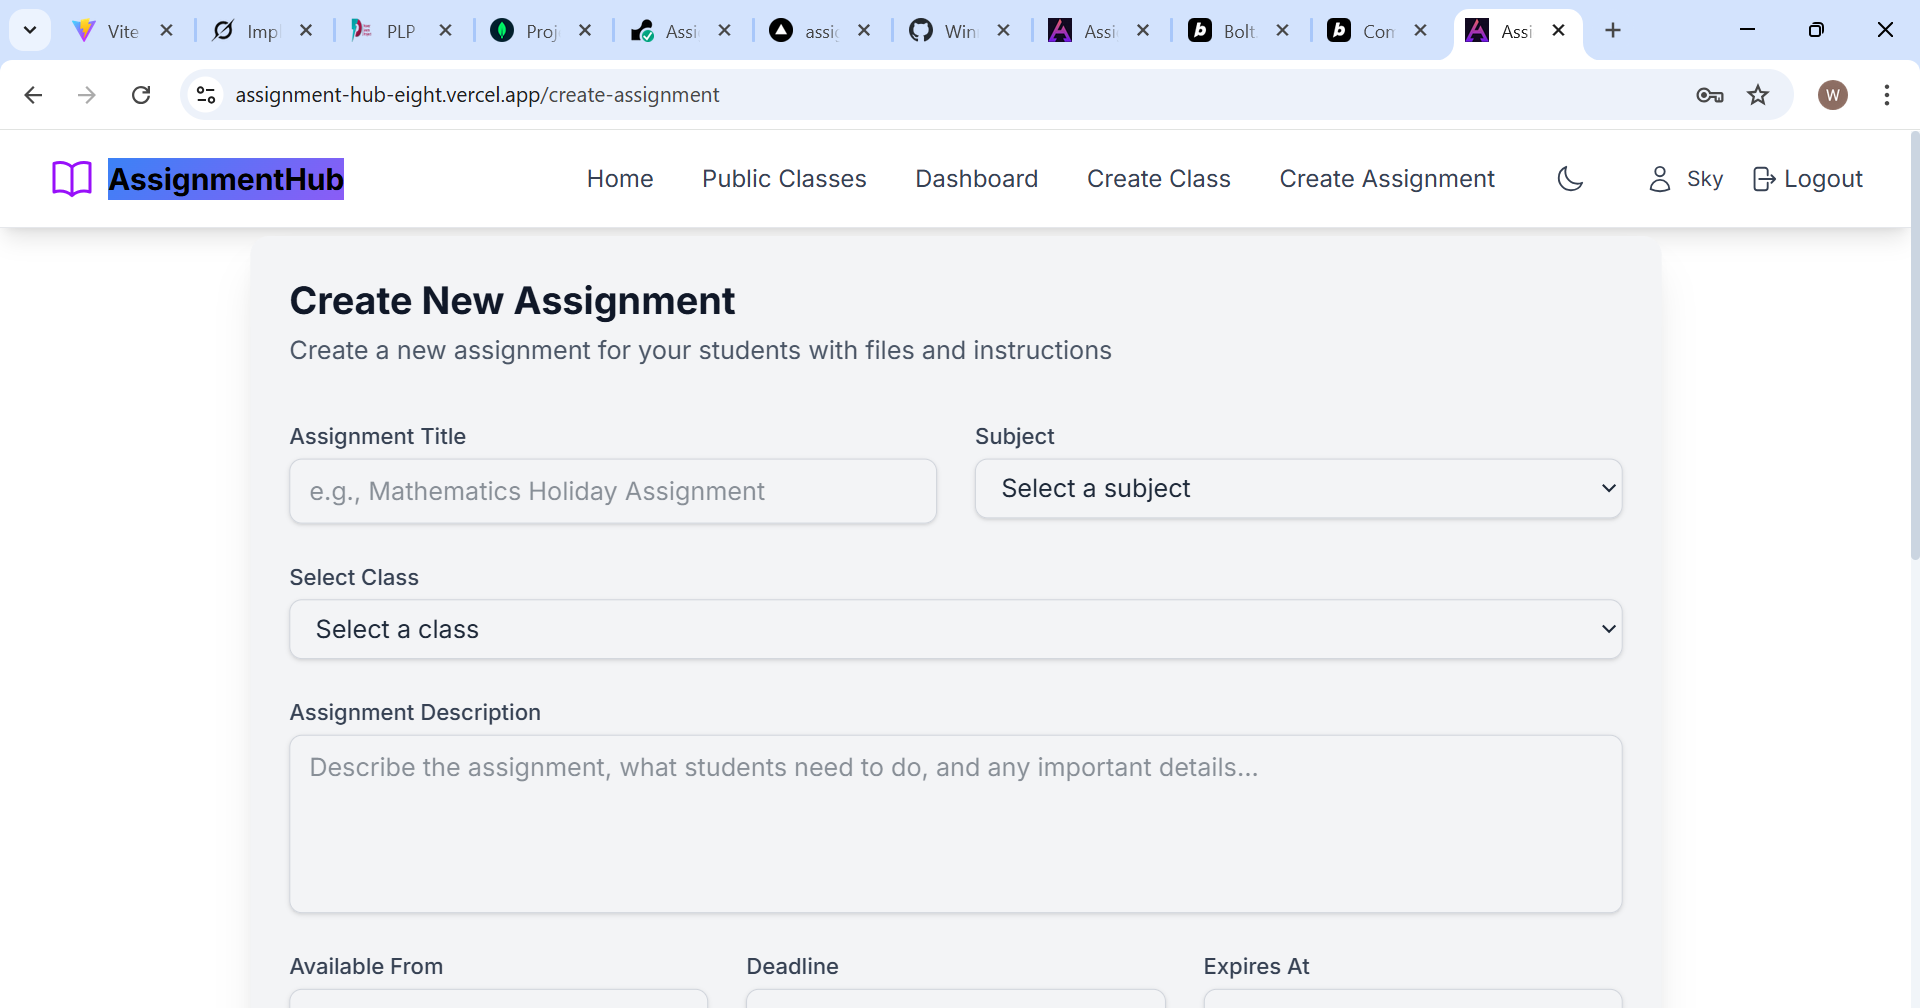 Vite
Imp
PLP
Proj
Assi
assig
Win
Assi
Bolt
Con
Assi
assignment-hub-eight.vercel.app/create-assignment
W
AssignmentHub
Home
Public Classes
Dashboard
Create Class
Create Assignment
Sky
Logout
Create New Assignment
Create a new assignment for your students with files and instructions
Assignment Title
Subject
e.g., Mathematics Holiday Assignment
Select a subject
Select Class
Select a class
Assignment Description
Describe the assignment, what students need to do, and any important details...
Available From
Deadline
Expires At